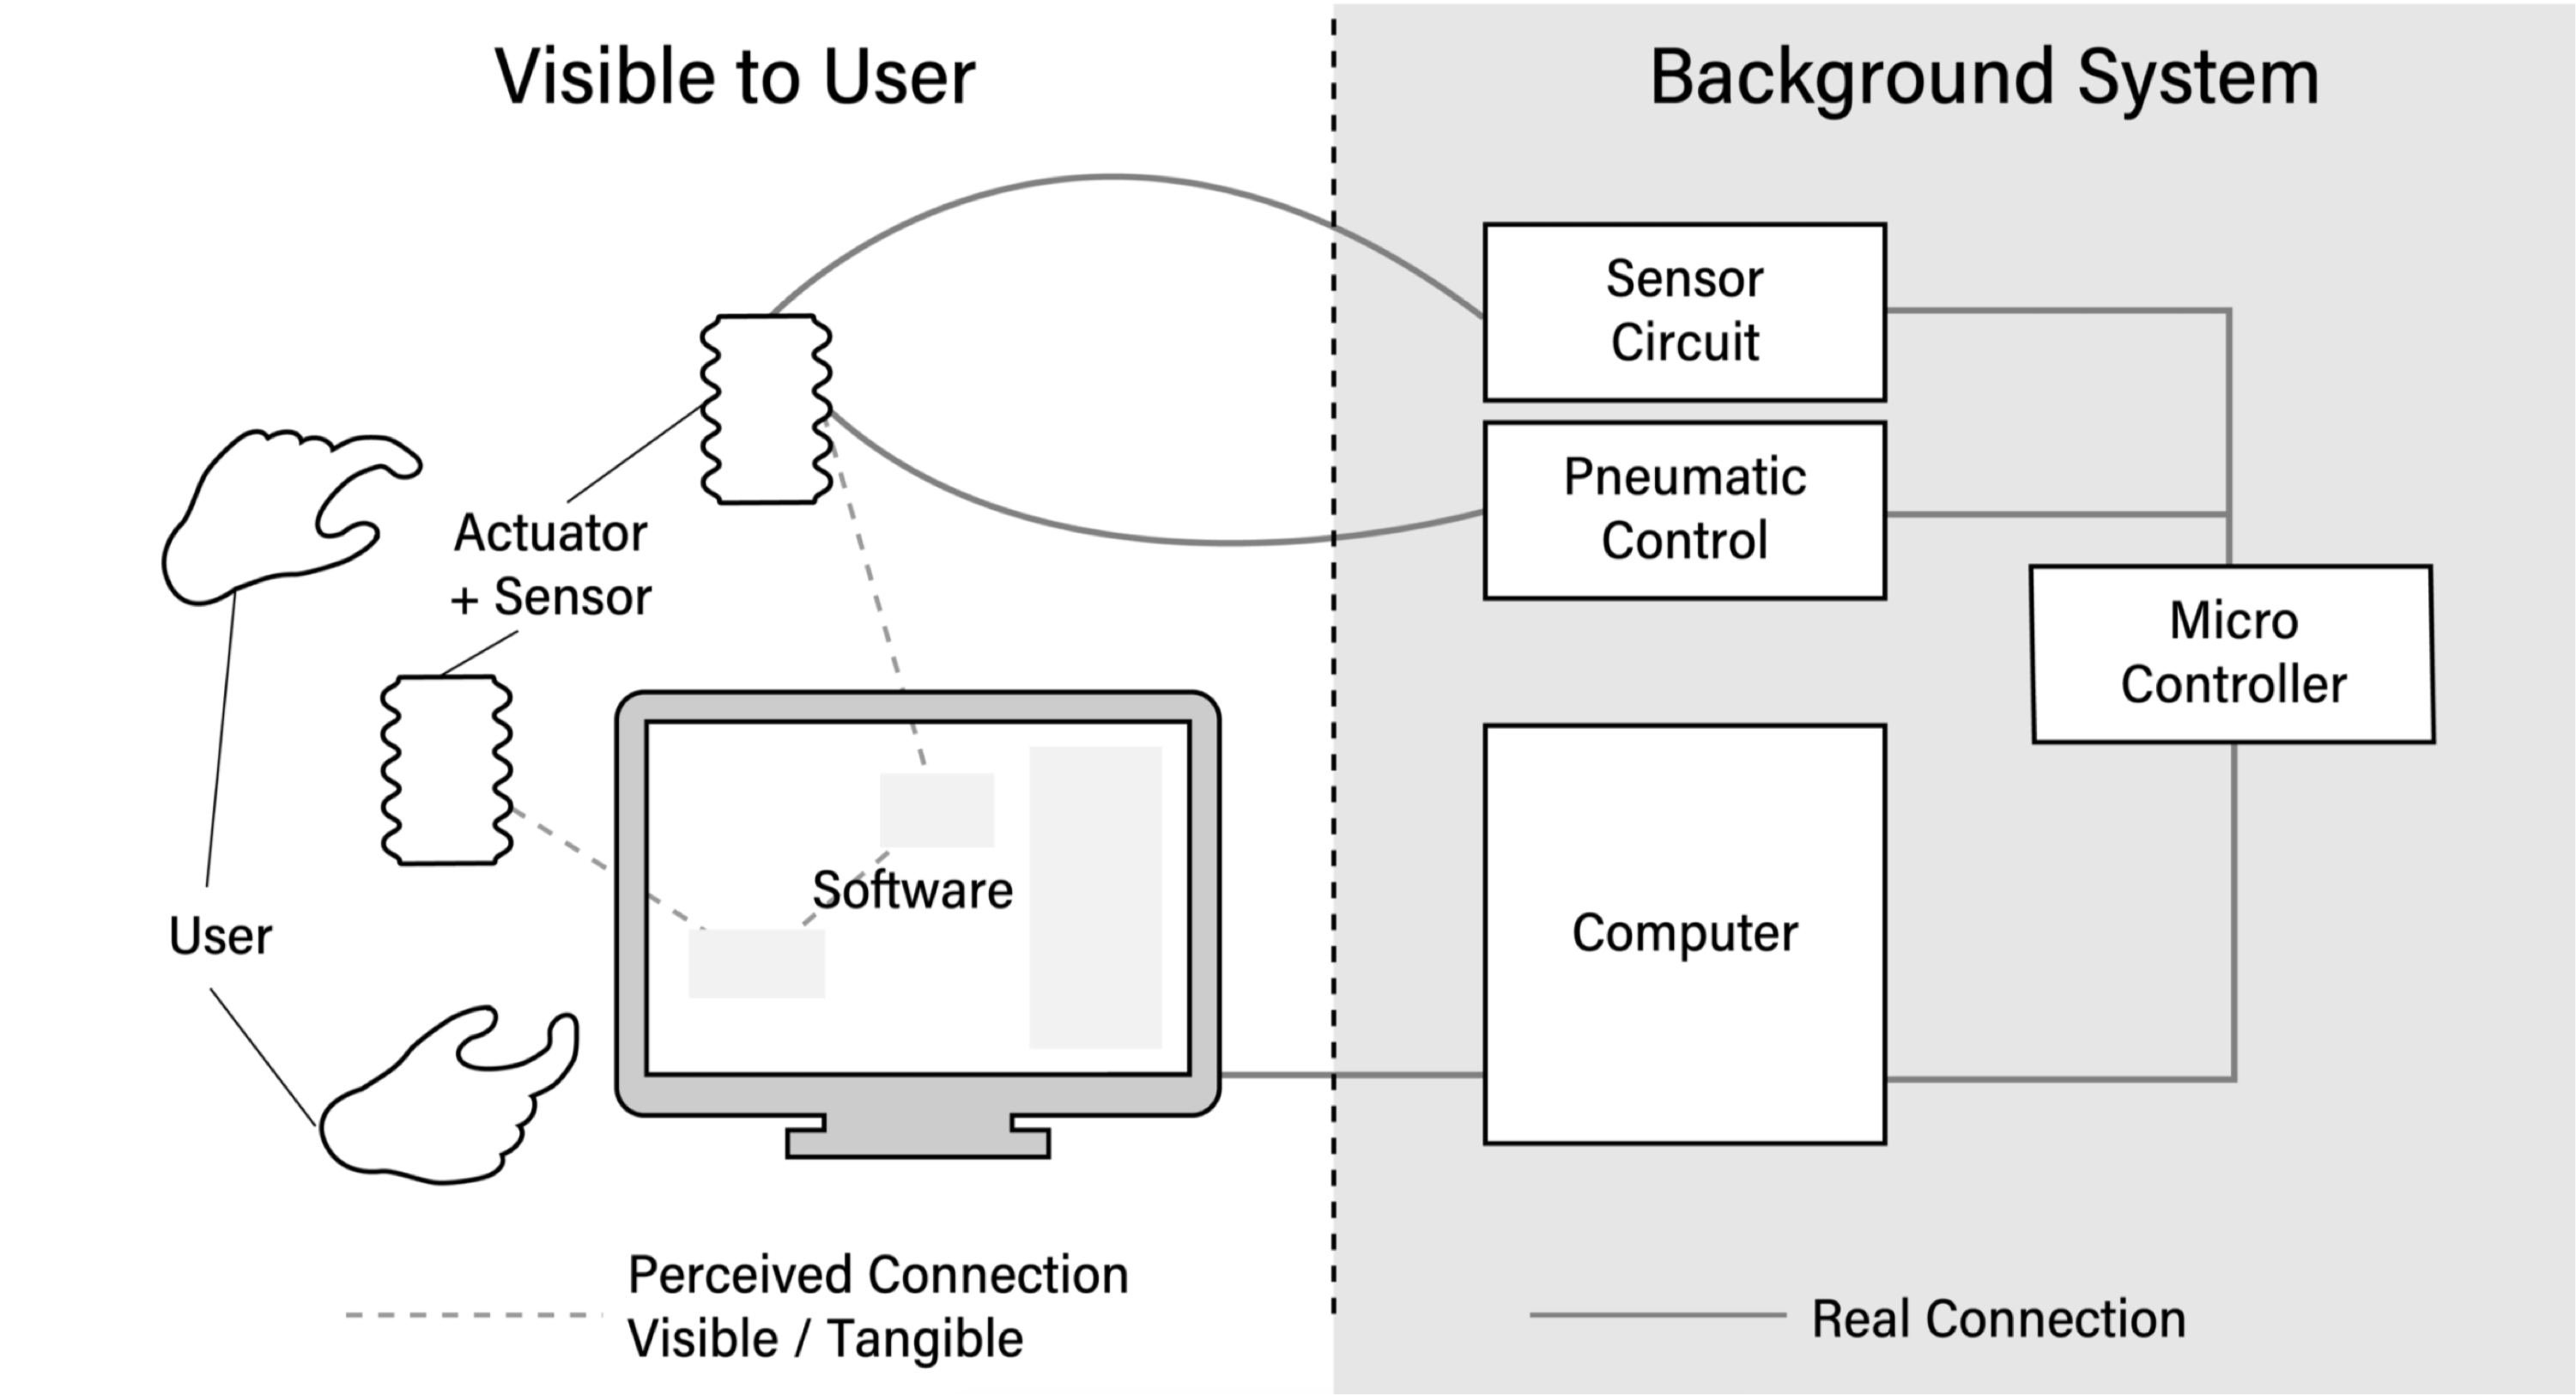 Visible to User
Background System
Sensor
Circuit
Pneumatic
Control
Actuator
+ Sensor
Micro
Controller
Software
User
Computer
Perceived Connection
Visible / Tangible
Real Connection